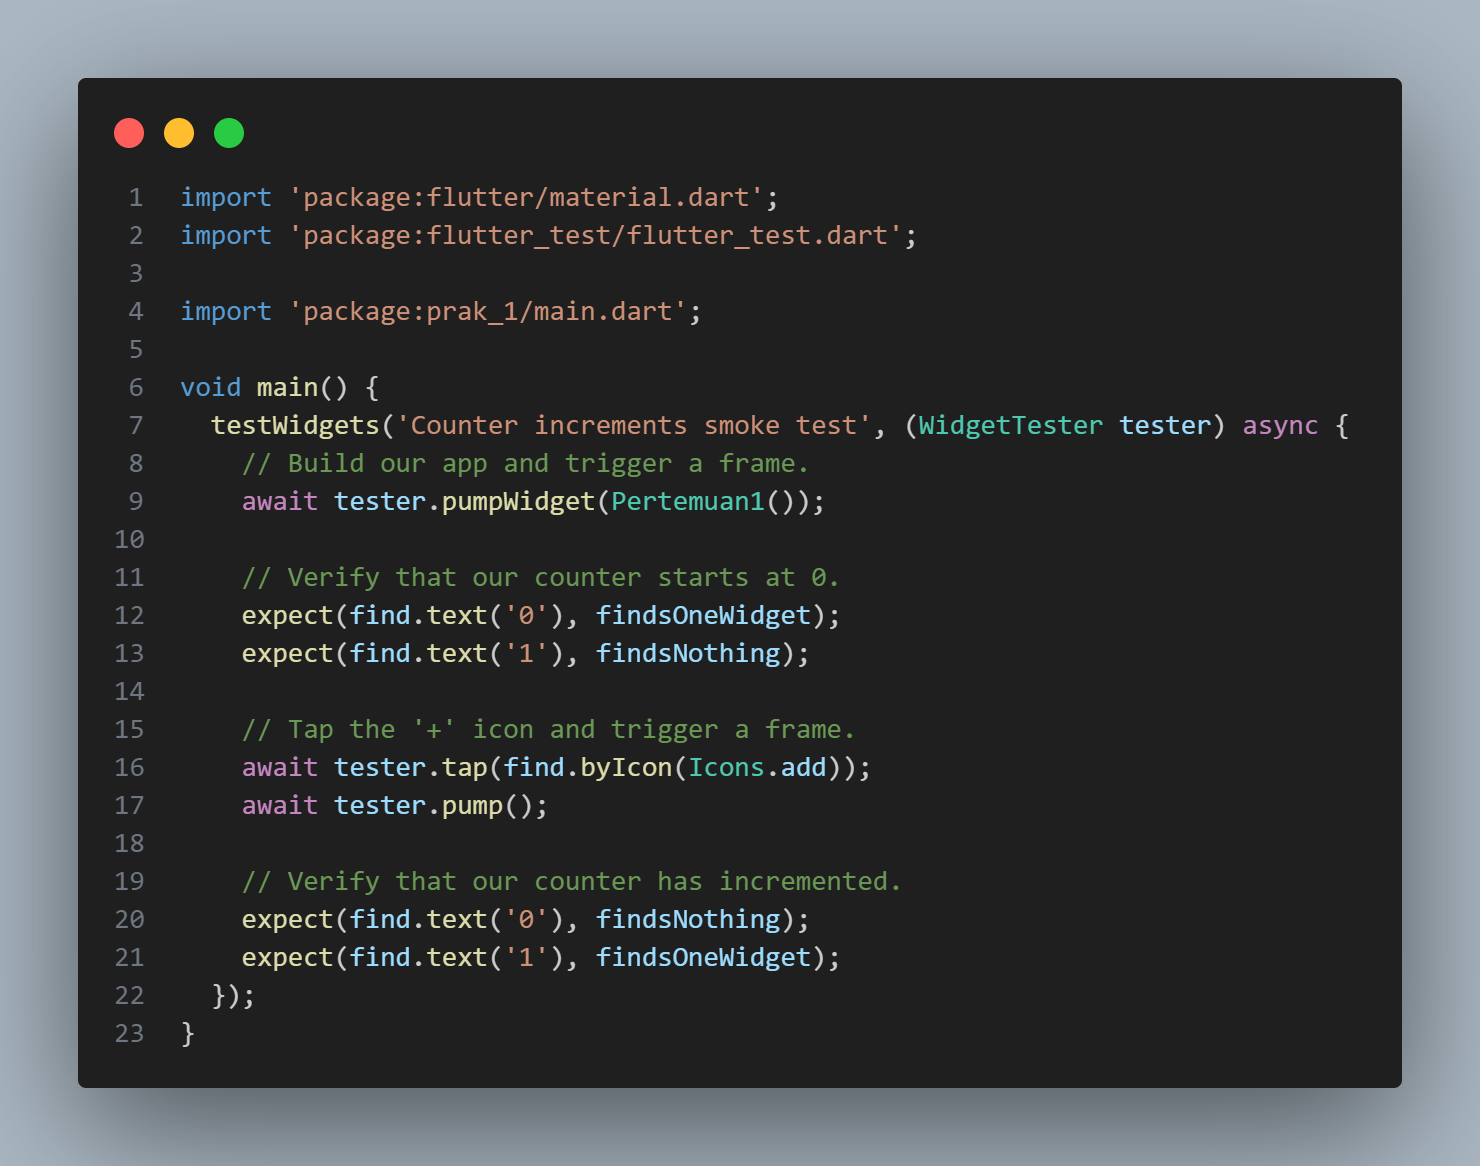 1 import 'package:flutter/material.dart';
2 import 'package:flutter_test/flutter_test.dart';
3
4 import 'package:prak_1/main.dart';
5
6 void main() {
7   testWidgets('Counter increments smoke test', (WidgetTester tester) async {
8     // Build our app and trigger a frame.
9     await tester.pumpWidget(Pertemuan1());
10
11     // Verify that our counter starts at 0.
12     expect(find.text('0'), findsOneWidget);
13     expect(find.text('1'), findsNothing);
14
15     // Tap the '+' icon and trigger a frame.
16     await tester.tap(find.byIcon(Icons.add));
17     await tester.pump();
18
19     // Verify that our counter has incremented.
20     expect(find.text('0'), findsNothing);
21     expect(find.text('1'), findsOneWidget);
22   });
23 }